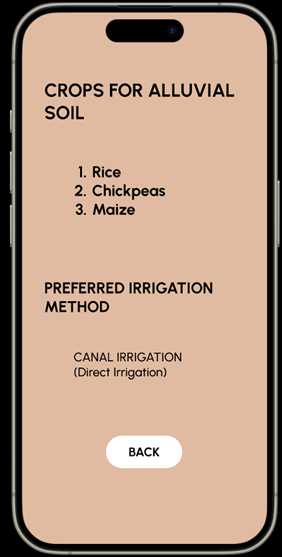 CROPS FOR ALLUVIAL
SOIL
1. Rice
2. Chickpeas
3. Maize
PREFERRED IRRIGATION
METHOD
CANAL IRRIGATION
(Direct Irrigation)
BACK